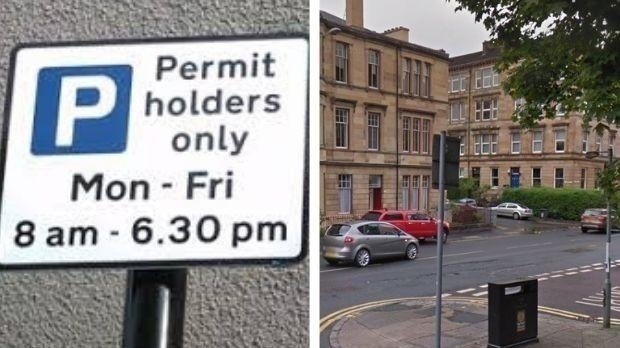 P
Permit
holders
only
Mon - Fri
8 am - 6.30 pm